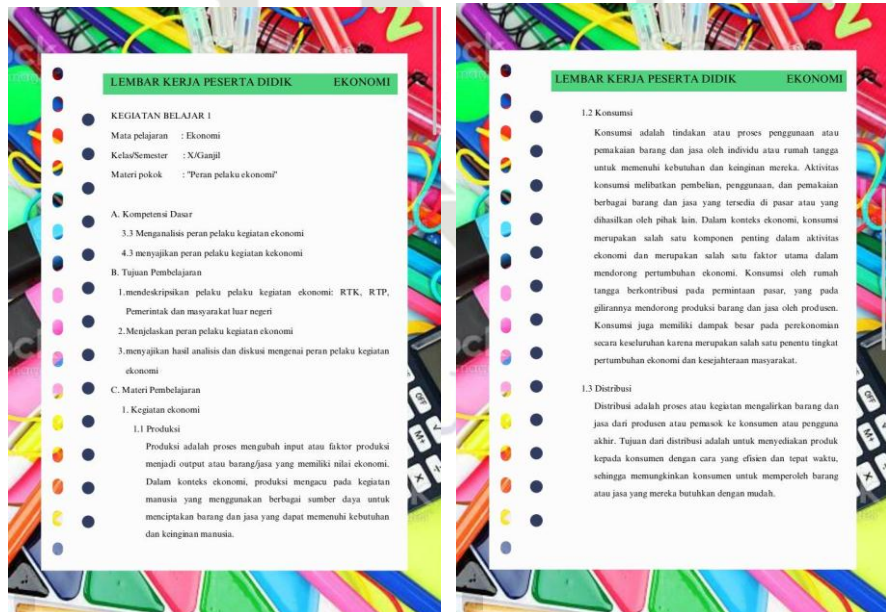 LEMBAR KERJA PESERTA DIDIK EKONOMI
KEGIATAN BELAJAR 1
Mata pelajaran : Ekonomi
Kelas/Semester : X/Ganjil
Materi pokok : "Peran pelaku ekonomi"
A. Kompetensi Dasar
3.3 Menganalisis peran pelaku kegiatan ekonomi
4.3 menyajikan peran pelaku kegiatan kekonomi
B. Tujuan Pembelajaran
1.mendeskripsikan pelaku pelaku kegiatan ekonomi: RTK, RTP,
Pemerintak dan masyarakat luar negeri
2.Menjelaskan peran pelaku kegiatan ekonomi
3.menyajikan hasil analisis dan diskusi mengenai peran pelaku kegiatan
ekonomi
C. Materi Pembelajaran
1. Kegiatan ekonomi
1.1 Produksi
Produksi adalah proses mengubah input atau faktor produksi
menjadi output atau barang/jasa yang memiliki nilai ekonomi.
Dalam konteks ekonomi, produksi mengacu pada kegiatan
manusia yang menggunakan berbagai sumber daya untuk
menciptakan barang dan jasa yang dapat memenuhi kebutuhan
dan keinginan manusia.
LEMBAR KERJA PESERTA DIDIK EKONOMI
1.2 Konsumsi
Konsumsi adalah tindakan atau proses penggunaan atau
pemakaian barang dan jasa oleh individu atau rumah tangga
untuk memenuhi kebutuhan dan keinginan mereka. Aktivitas
konsumsi melibatkan pembelian, penggunaan, dan pemakaian
berbagai barang dan jasa yang tersedia di pasar atau yang
dihasilkan oleh pihak lain. Dalam konteks ekonomi, konsumsi
merupakan salah satu komponen penting dalam aktivitas
ekonomi dan merupakan salah satu faktor utama dalam
mendorong pertumbuhan ekonomi. Konsumsi oleh rumah
tangga berkontribusi pada permintaan pasar, yang pada
gilirannya mendorong produksi barang dan jasa oleh produsen.
Konsumsi juga memiliki dampak besar pada perekonomian
secara keseluruhan karena merupakan salah satu penentu tingkat
pertumbuhan ekonomi dan kesejahteraan masyarakat.
1.3 Distribusi
Distribusi adalah proses atau kegiatan mengalirkan barang dan
jasa dari produsen atau pemasok ke konsumen atau pengguna
akhir. Tujuan dari distribusi adalah untuk menyediakan produk
kepada konsumen dengan cara yang efisien dan tepat waktu,
sehingga memungkinkan konsumen untuk memperoleh barang
atau jasa yang mereka butuhkan dengan mudah.
OFF
M+
OFF
M+